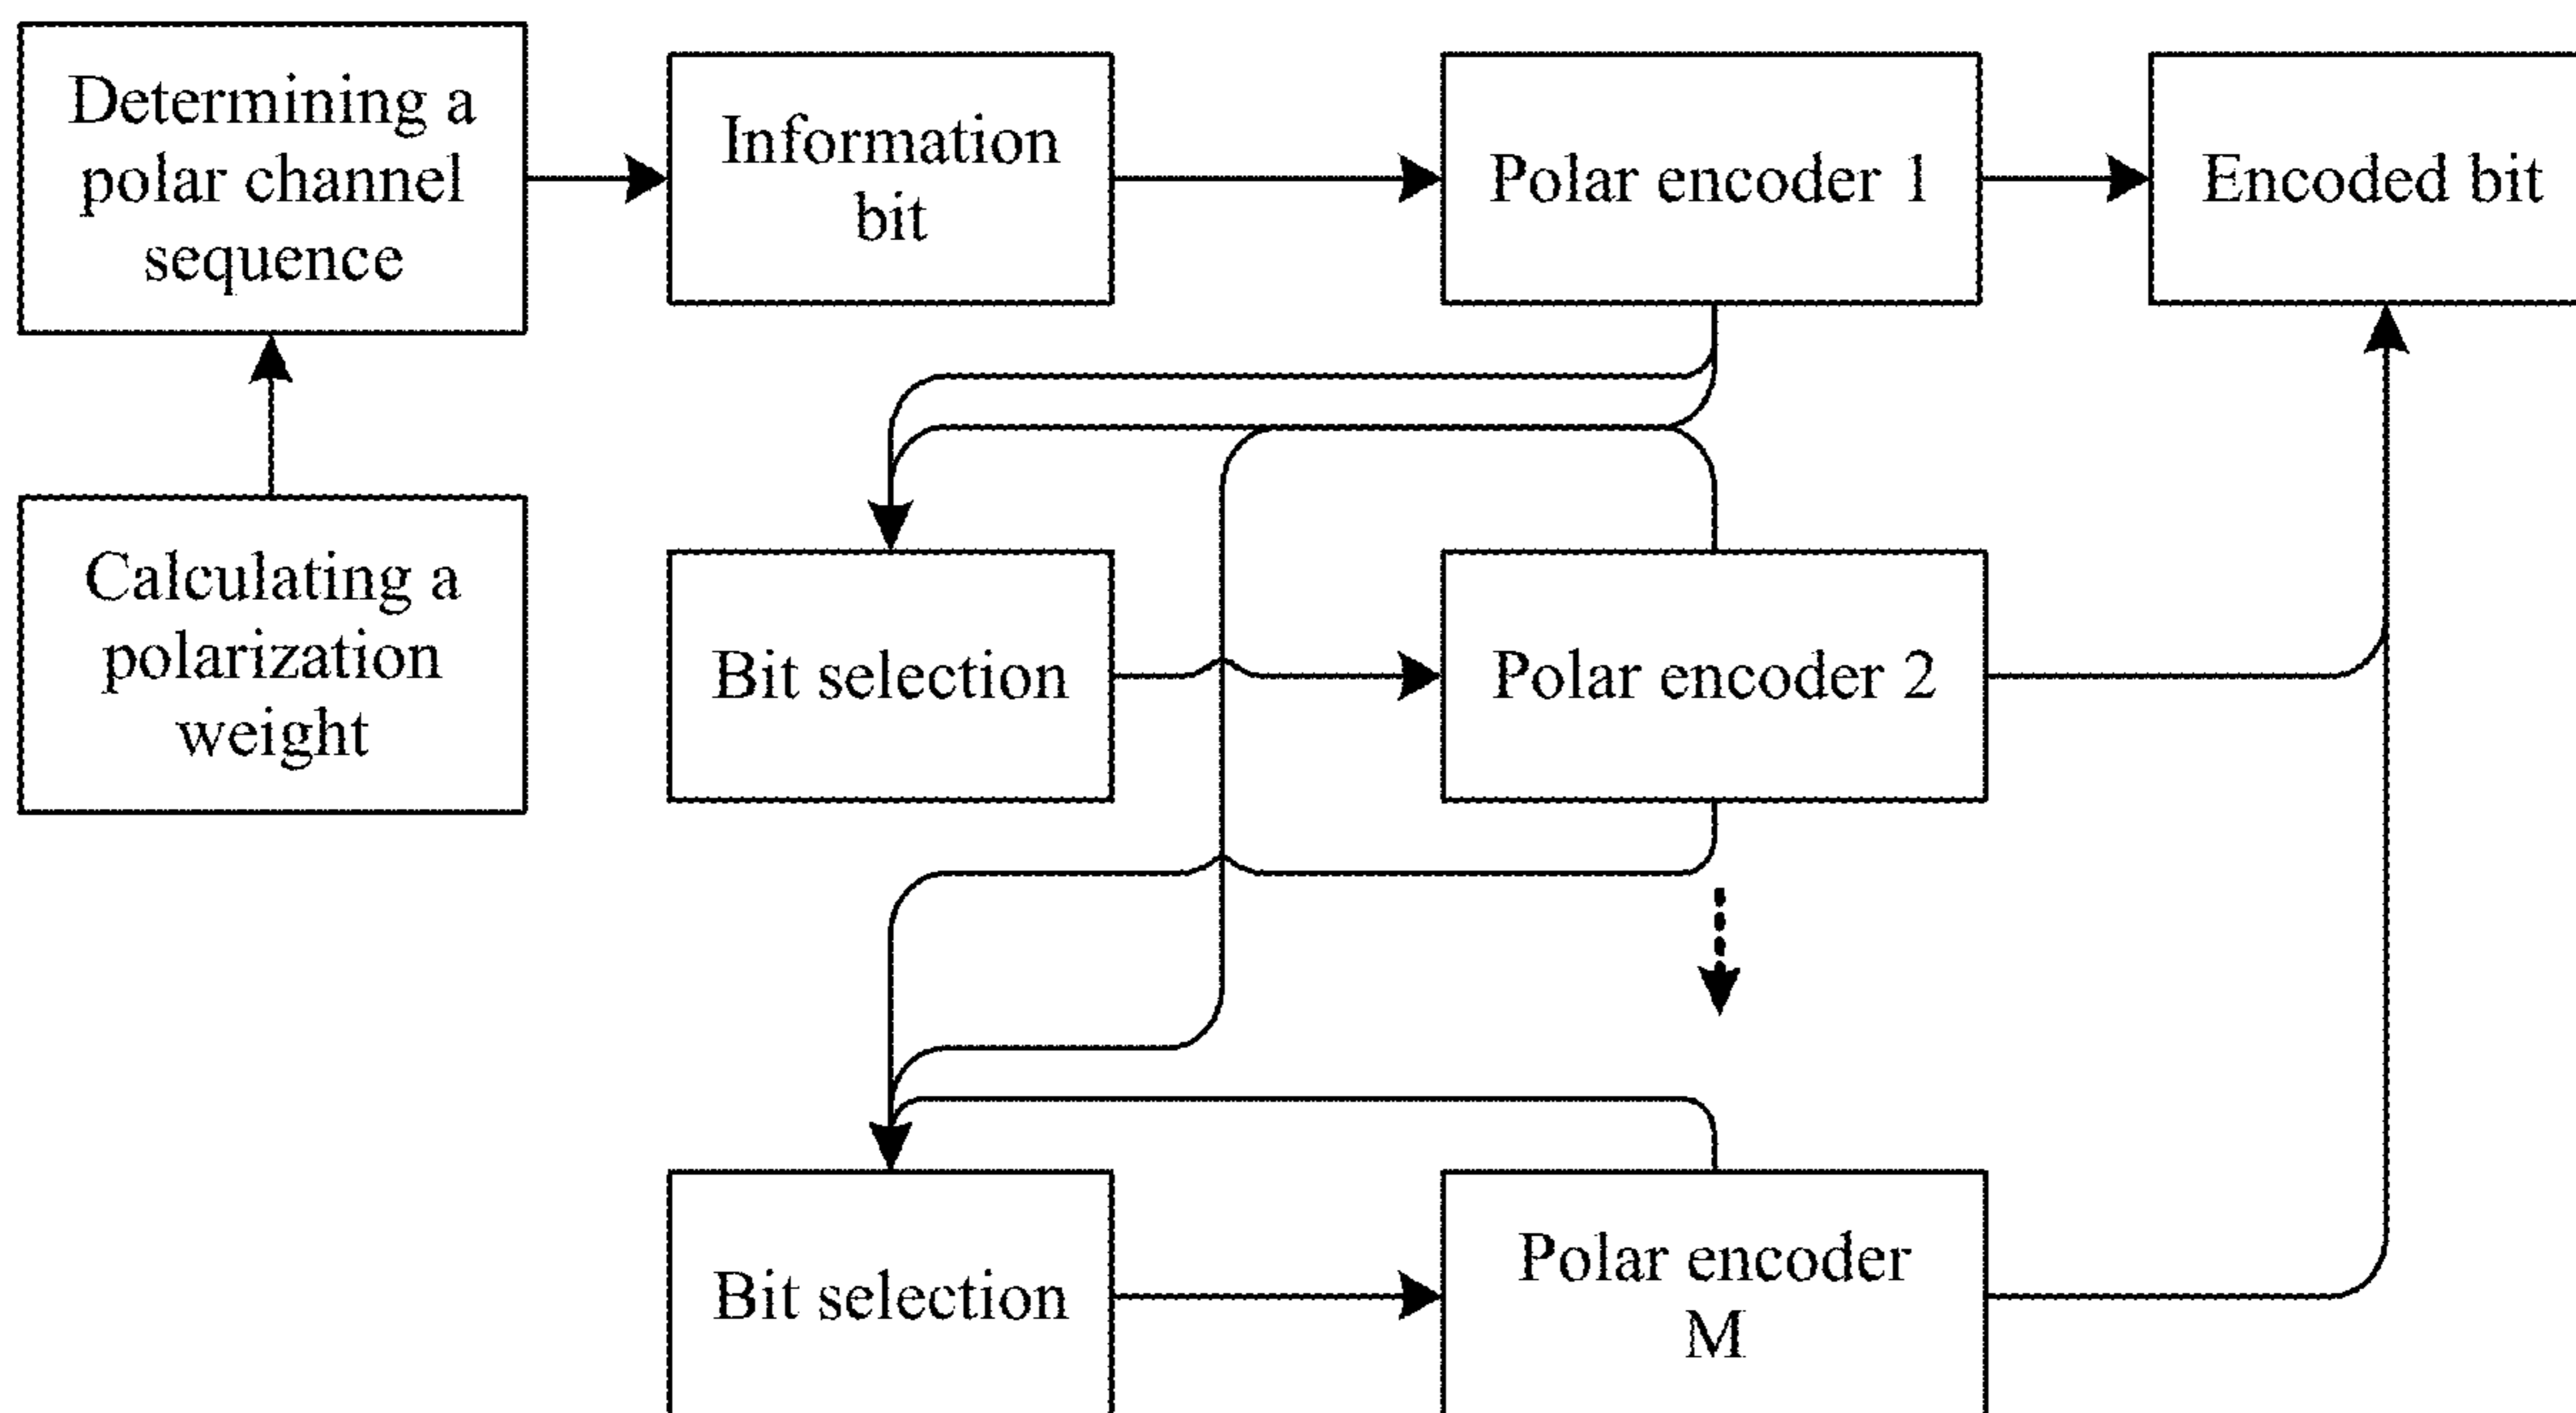 Determining a
polar channel
sequence
Information
bit
Polar encoder 1
Encoded bit
Calculating a
polarization
weight
Bit selection
Polar encoder 2
Bit selection
Polar encoder
M